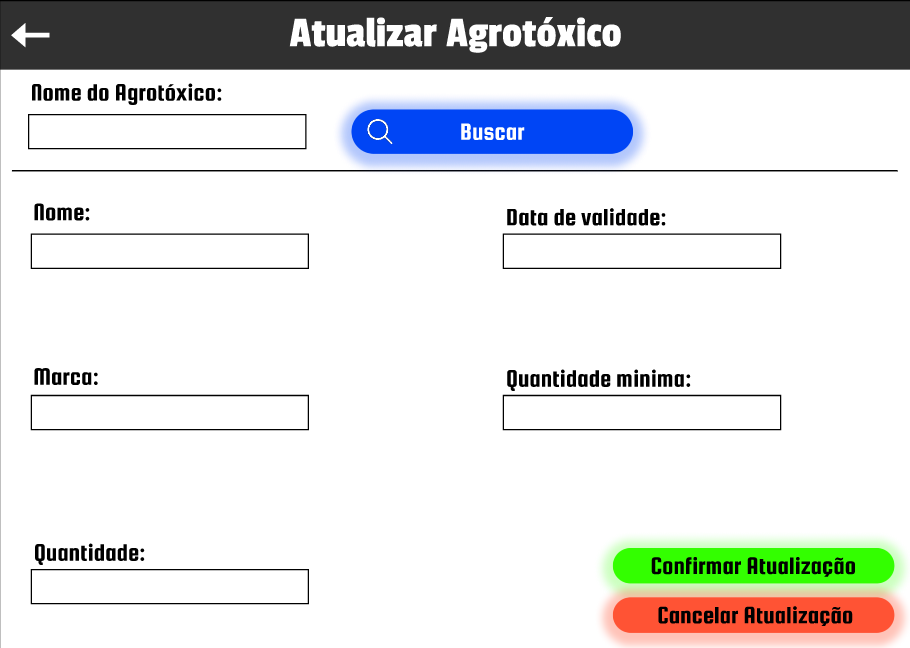 Atualizar Agrotóxico
Nome do Agrotóxico:
Buscar
Nome:
Data de validade:
Marca:
Quantidade minima:
Quantidade:
Confirmar Atualização
Cancelar Atualização